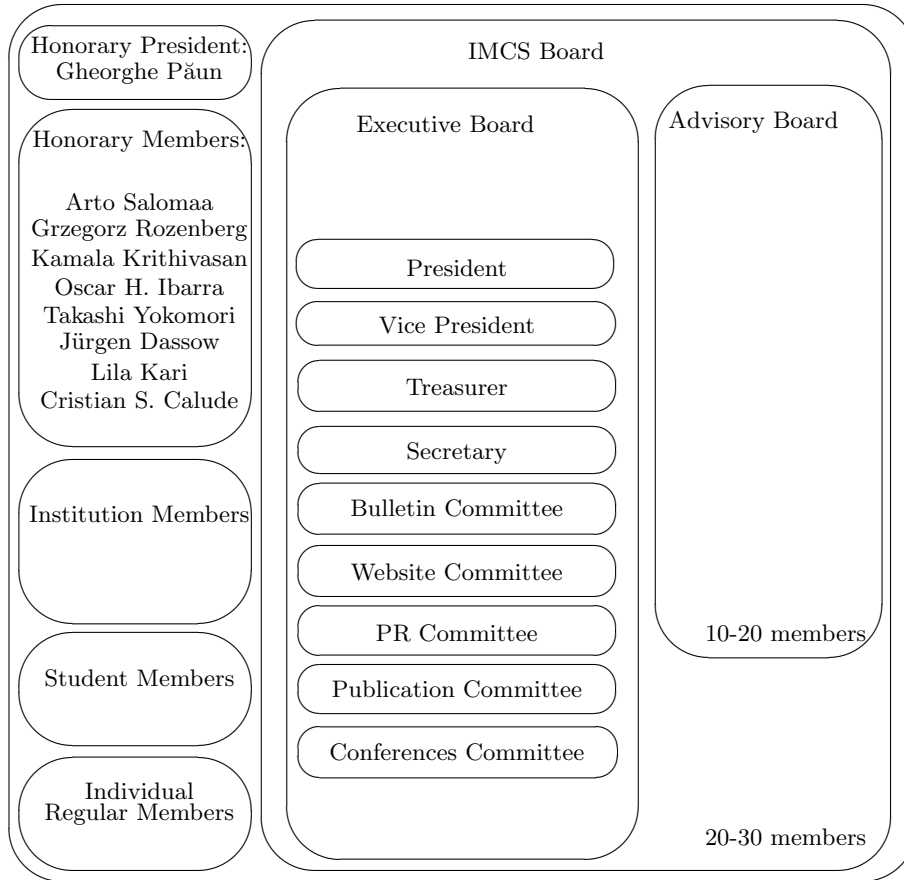 Honorary President:
Gheorghe Păun
Honorary Members:
Arto Salomaa
Grzegorz Rozenberg
Kamala Krithivasan
Oscar H. Ibarra
Takashi Yokomori
Jürgen Dassow
Lila Kari
Cristian S. Calude
Institution Members
Student Members
Individual
Regular Members
IMCS Board
Executive Board
President
Vice President
Treasurer
Secretary
Bulletin Committee
Website Committee
PR Committee
Publication Committee
Conferences Committee
Advisory Board
10-20 members
20-30 members